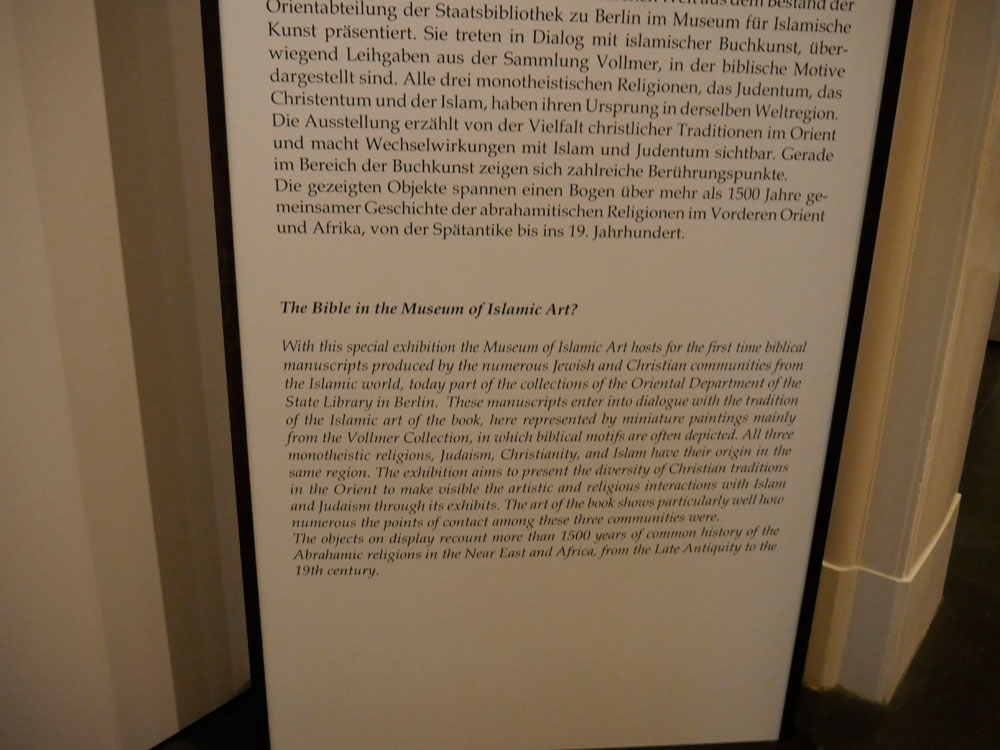 aus dem Bestand der
Orientabteilung der Staatsbibliothek zu Berlin im Museum für Islamische
Kunst präsentiert. Sie treten in Dialog mit islamischer Buchkunst, über-
wiegend Leihgaben aus der Sammlung Vollmer, in der biblische Motive
dargestellt sind. Alle drei monotheistischen Religionen, das Judentum, das
Christentum und der Islam, haben ihren Ursprung in derselben Weltregion.
Die Ausstellung erzählt von der Vielfalt christlicher Traditionen im Orient
und macht Wechselwirkungen mit Islam und Judentum sichtbar. Gerade
im Bereich der Buchkunst zeigen sich zahlreiche Berührungspunkte.
Die gezeigten Objekte spannen einen Bogen über mehr als 1500 Jahre ge-
meinsamer Geschichte der abrahamitischen Religionen im Vorderen Orient
und Afrika, von der Spätantike bis ins 19. Jahrhundert.
The Bible in the Museum of Islamic Art?
With this special exhibition the Museum of Islamic Art hosts for the first time biblical
manuscripts produced by the numerous Jewish and Christian communities from
the Islamic world, today part of the collections of the Oriental Department of the
State Library in Berlin. These manuscripts enter into dialogue with the tradition
of the Islamic art of the book, here represented by miniature paintings mainly
from the Vollmer Collection, in which biblical motifs are often depicted. All three
monotheistic religions, Judaism, Christianity, and Islam have their origin in the
same region. The exhibition aims to present the diversity of Christian traditions
in the Orient to make visible the artistic and religious interactions with Islam
and Judaism through its exhibits. The art of the book shows particularly well how
numerous the points of contact among these three communities were.
The objects on display recount more than 1500 years of common history of the
Abrahamic religions in the Near East and Africa, from the Late Antiquity to the
19th century.